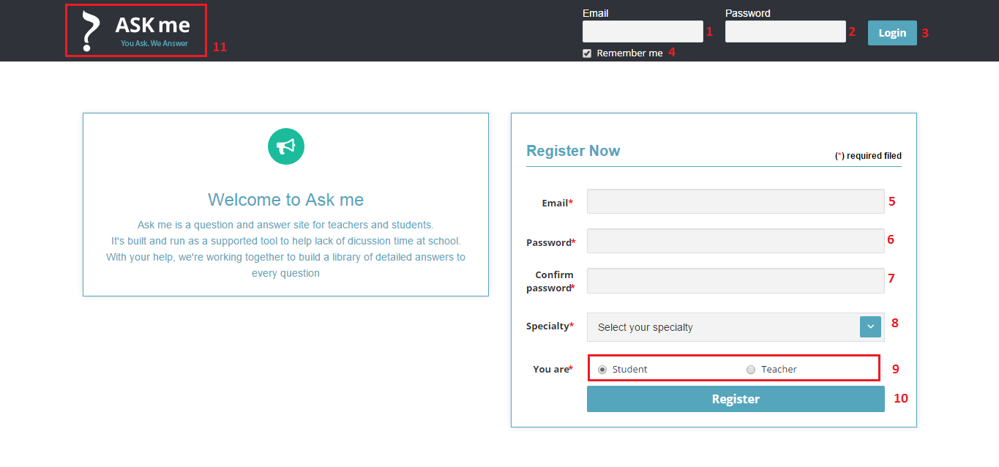 ASK me
You Ask. We Answer
11
Email
1
Password
2
Login 3
Remember me 4
Welcome to Ask me
Ask me is a question and answer site for teachers and students.
It's built and run as a supported tool to help lack of dicussion time at school.
With your help, we're working together to build a library of detailed answers to
every question
Register Now
(*) required filed
Email* 5
Password* 6
Confirm
password* 7
Specialty* Select your specialty 8
You are* Student Teacher 9
Register 10